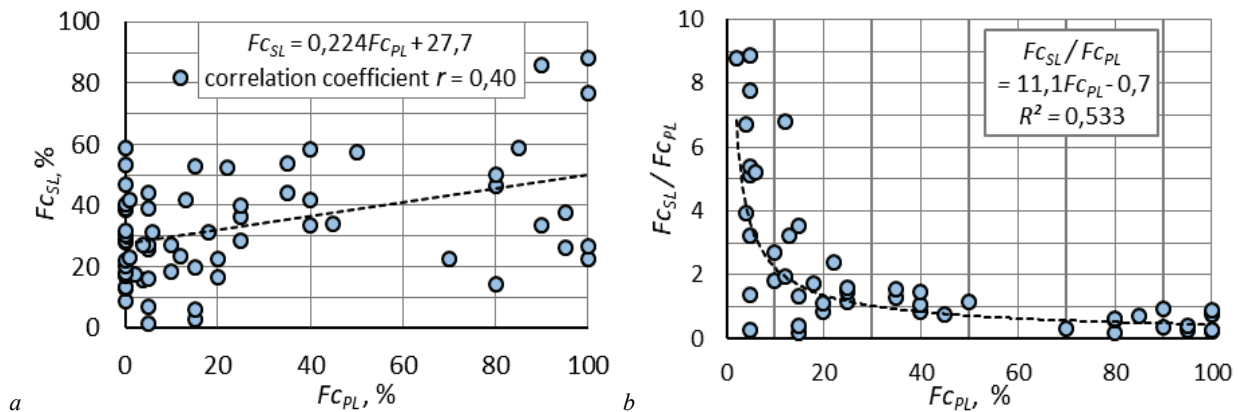 100
80
60
40
20
0
Fc_SL, %
Fc_SL = 0,224Fc_PL + 27,7
correlation coefficient r = 0,40
0 20 40 60 80 100
Fc_PL, %
a
10
8
6
4
2
0
Fc_SL / Fc_PL
Fc_SL / Fc_PL
= 11,1Fc_PL - 0,7
R² = 0,533
0 20 40 60 80 100
Fc_PL, %
b